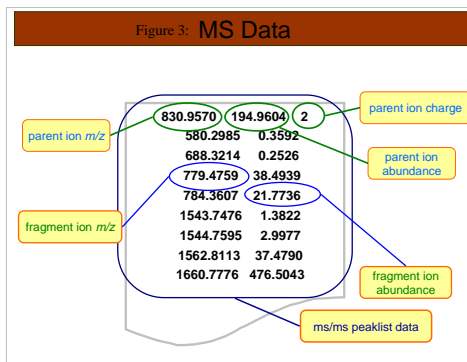 Figure 3: MS Data
830.9570 194.9604 2
580.2985 0.3592
688.3214 0.2526
779.4759 38.4939
784.3607 21.7736
1543.7476 1.3822
1544.7595 2.9977
1562.8113 37.4790
1660.7776 476.5043
parent ion m/z
fragment ion m/z
parent ion charge
parent ion
abundance
fragment ion
abundance
ms/ms peaklist data